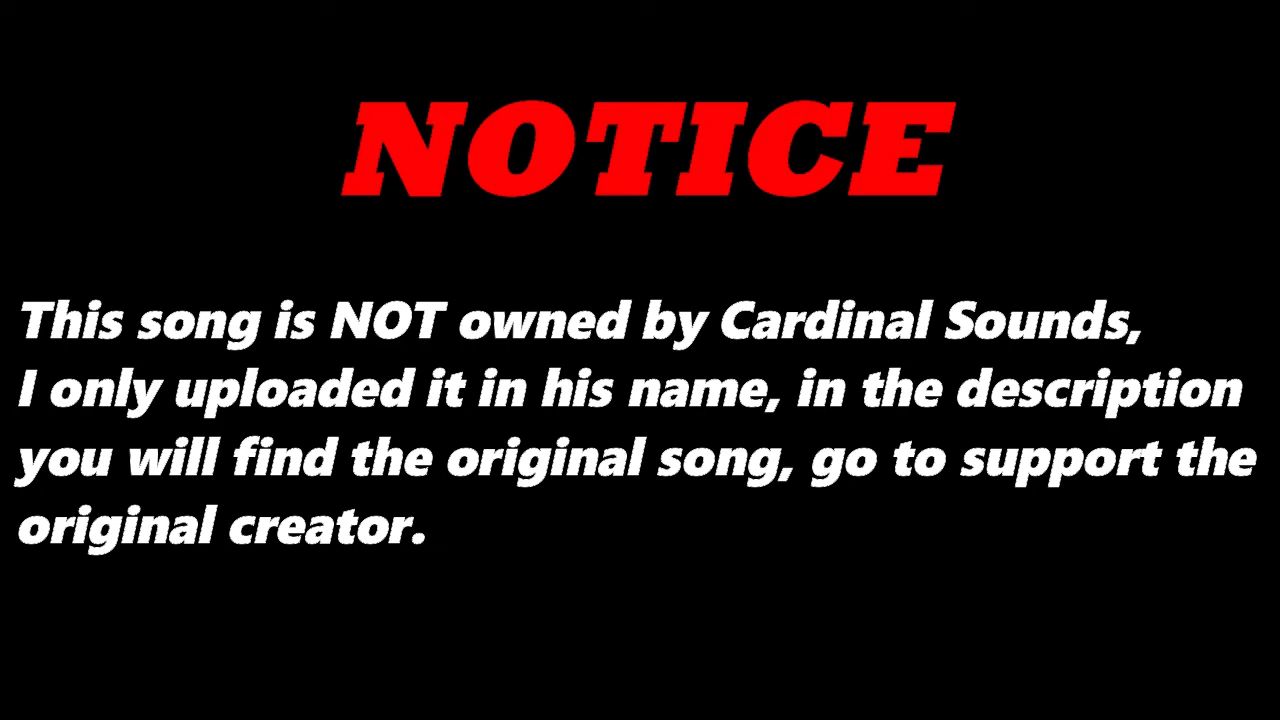 NOTICE
This song is NOT owned by Cardinal Sounds,
I only uploaded it in his name, in the description
you will find the original song, go to support the
original creator.